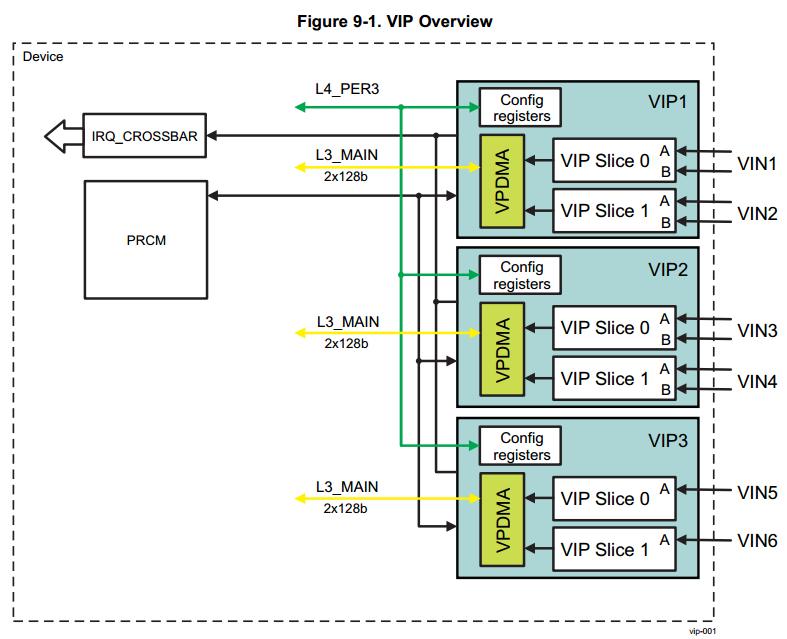 Figure 9-1. VIP Overview
Device
L4_PER3
IRQ_CROSSBAR
L3_MAIN
2x128b
PRCM
VIP1
Config
registers
VPDMA
VIP Slice 0
A
B
VIP Slice 1
A
B
VIN1
VIN2
VIP2
Config
registers
L3_MAIN
2x128b
VPDMA
VIP Slice 0
A
B
VIP Slice 1
A
B
VIN3
VIN4
VIP3
Config
registers
L3_MAIN
2x128b
VPDMA
VIP Slice 0
A
VIP Slice 1
A
VIN5
VIN6
vip-001